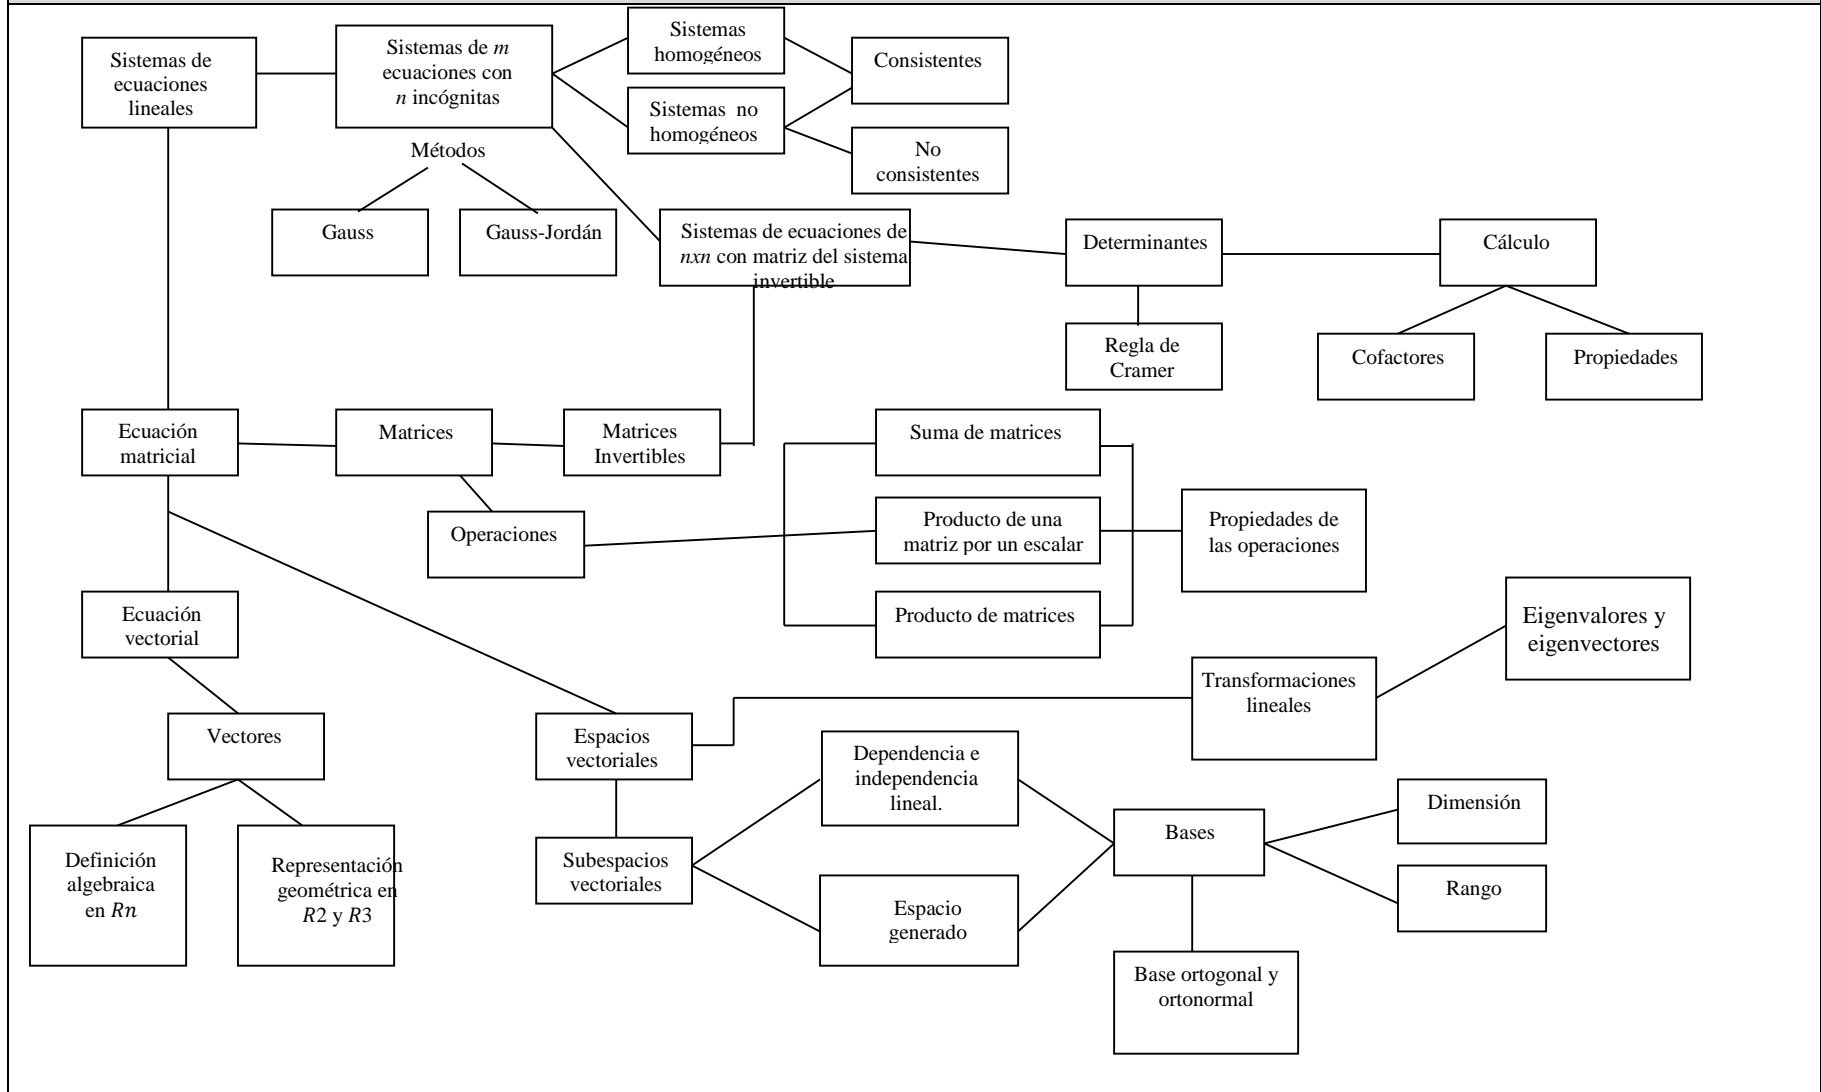 Sistemas de
ecuaciones
lineales
Sistemas de m
ecuaciones con
n incógnitas
Sistemas
homogéneos
Sistemas no
homogéneos
Consistentes
No
consistentes
Métodos
Gauss
Gauss-Jordán
Sistemas de ecuaciones de
nxn con matriz del sistema
invertible
Determinantes
Cálculo
Regla de
Cramer
Cofactores
Propiedades
Ecuación
matricial
Matrices
Matrices
Invertibles
Suma de matrices
Operaciones
Producto de una
matriz por un escalar
Propiedades de
las operaciones
Producto de matrices
Ecuación
vectorial
Eigenvalores y
eigenvectores
Transformaciones
lineales
Vectores
Espacios
vectoriales
Dependencia e
independencia
lineal.
Dimensión
Bases
Definición
algebraica
en Rn
Representación
geométrica en
R2 y R3
Subespacios
vectoriales
Espacio
generado
Rango
Base ortogonal y
ortonormal